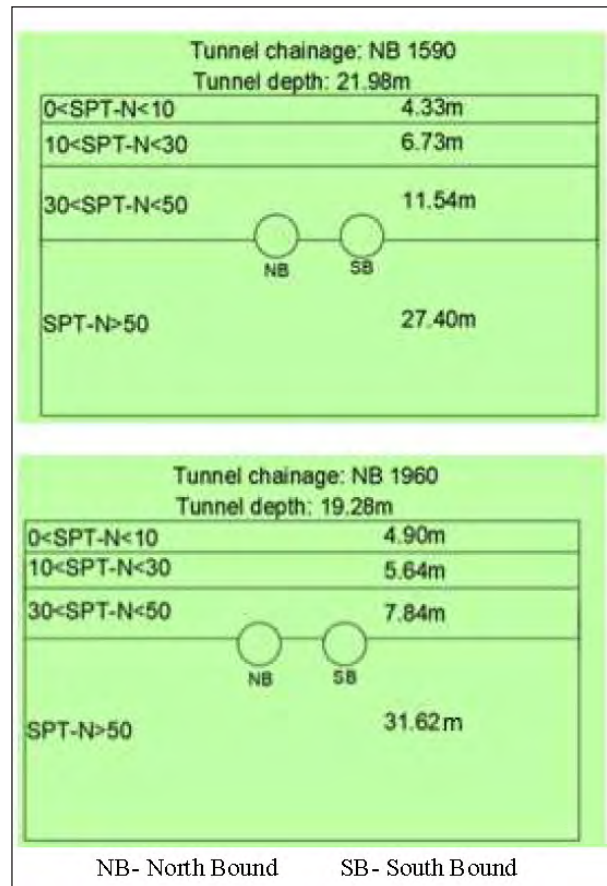 Tunnel chainage: NB 1590
Tunnel depth: 21.98m
0<SPT-N<10 4.33m
10<SPT-N<30 6.73m
30<SPT-N<50 11.54m
NB SB
SPT-N>50 27.40m
Tunnel chainage: NB 1960
Tunnel depth: 19.28m
0<SPT-N<10 4.90m
10<SPT-N<30 5.64m
30<SPT-N<50 7.84m
NB SB
SPT-N>50 31.62m
NB- North Bound SB- South Bound